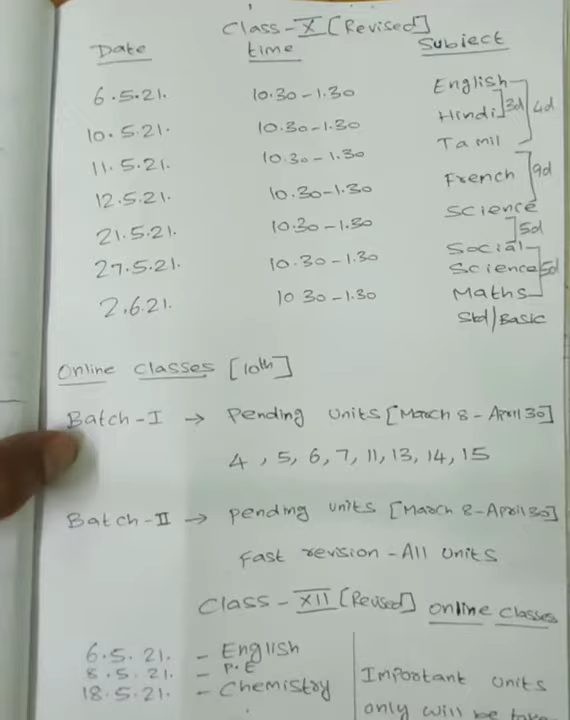 Class-X [Revised]
Date time Subject
6.5.21. 10.30-1.30 English
10.5.21. 10.30-1.30 Hindi 3d 4d
11.5.21. 10.30-1.30 Tamil
12.5.21. 10.30-1.30 French 9d
21.5.21. 10.30-1.30 Science
27.5.21. 10.30-1.30 Social 5d
Science 5d
2.6.21. 10 30-1.30 Maths
Std/Basic
Online Classes [10th]
Batch-I → Pending Units [March 8 - April 30]
4, 5, 6, 7, 11, 13, 14, 15
Batch-II → Pending units [March 8-April 30]
Fast revision - All Units
Class-XII [Revised] online classes
6.5.21. - English
8.5.21. - P.E
18.5.21. - Chemistry
Important units
only will be